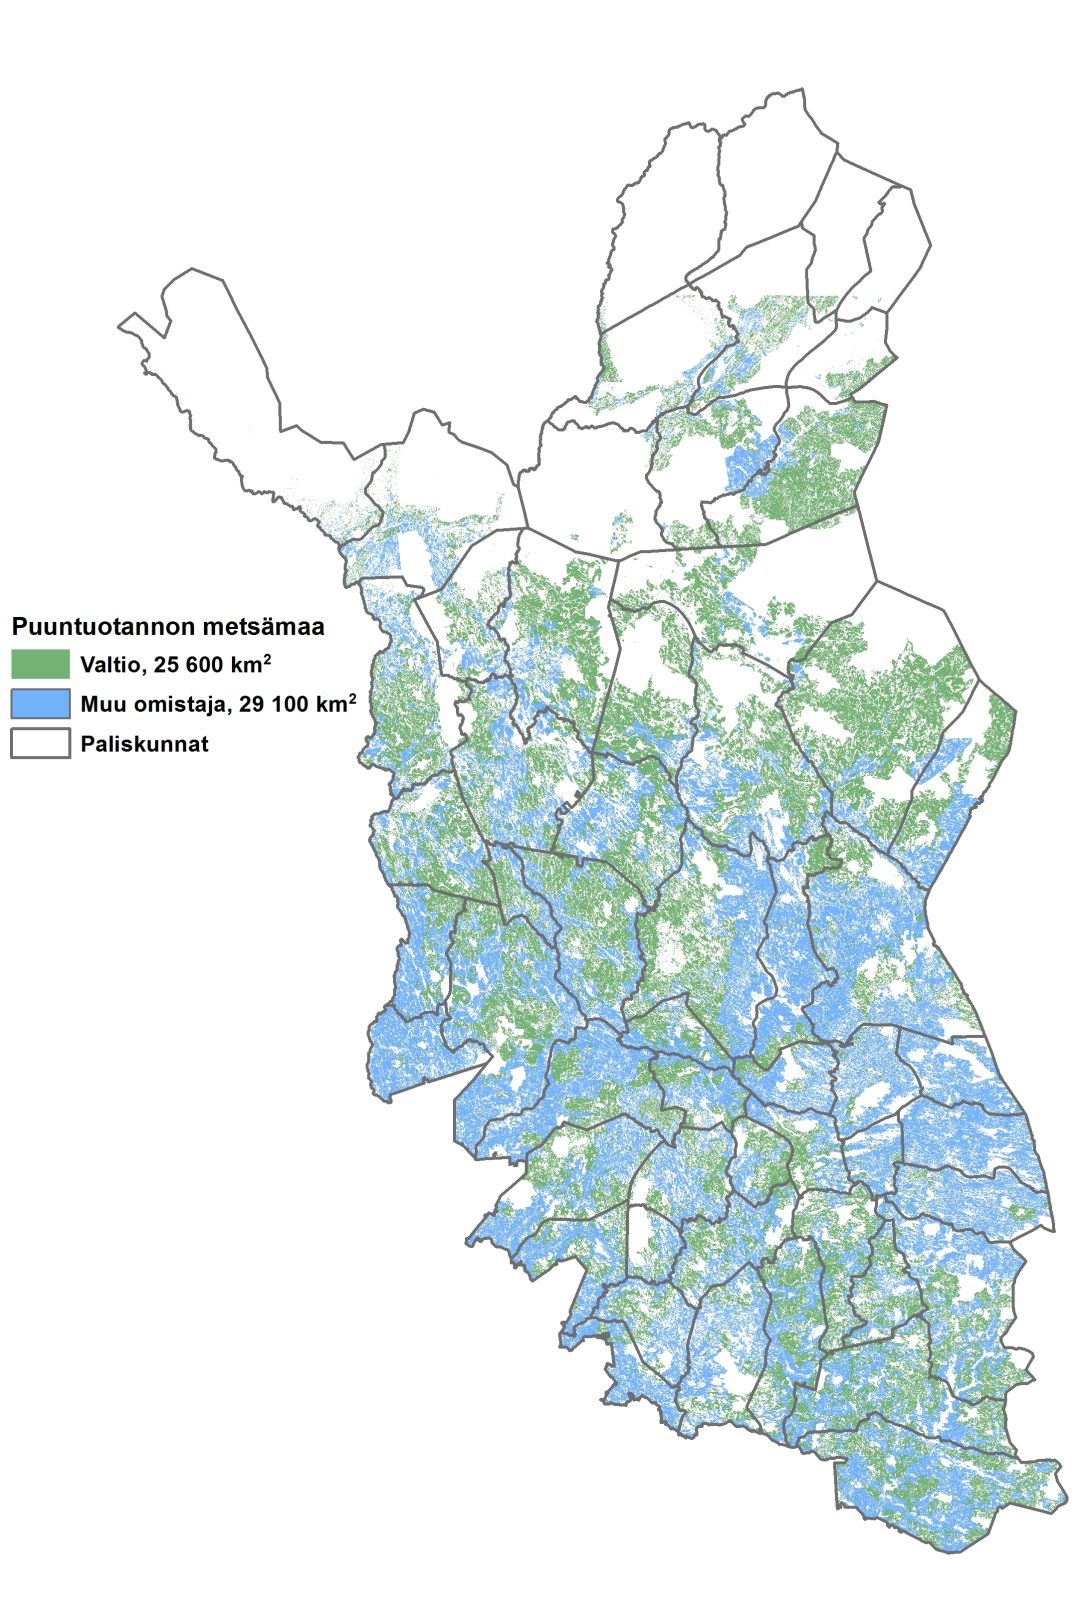 Puuntuotannon metsämaa
Valtio, 25 600 km²
Muu omistaja, 29 100 km²
Paliskunnat